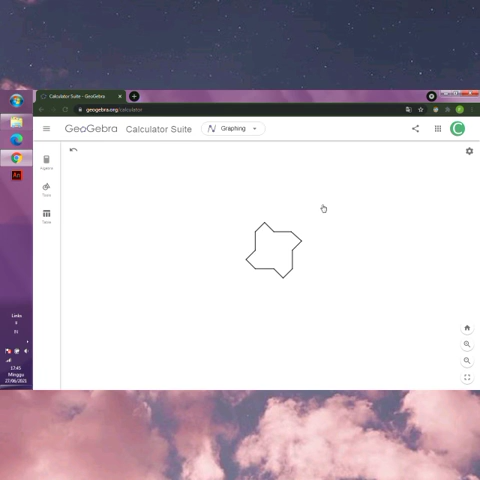 Calculator Suite - GeoGebra
geogebra.org/calculator
GeoGebra Calculator Suite Graphing
C
Algebra
Tools
Table
Links
17:45
Minggu
27/06/2021